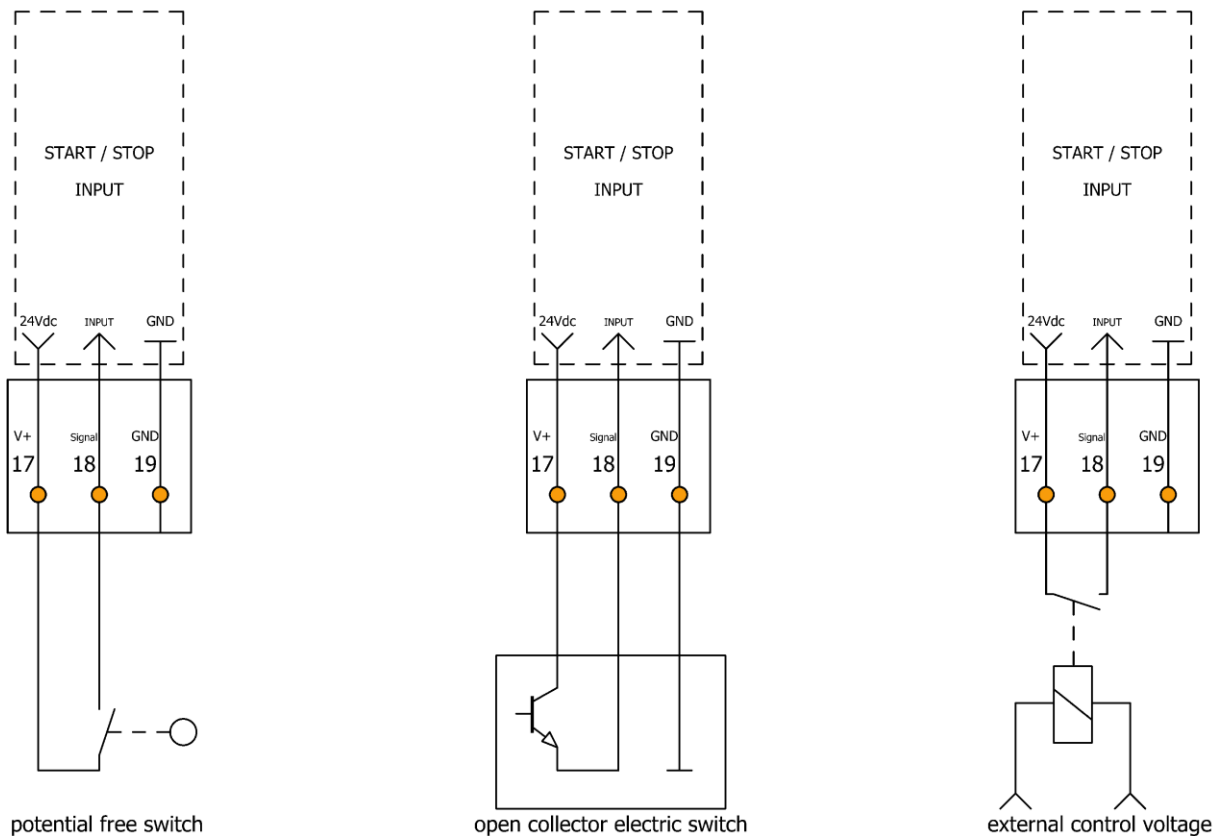 START / STOP
INPUT
24Vdc INPUT GND
V+ Signal GND
17 18 19
potential free switch
START / STOP
INPUT
24Vdc INPUT GND
V+ Signal GND
17 18 19
open collector electric switch
START / STOP
INPUT
24Vdc INPUT GND
V+ Signal GND
17 18 19
external control voltage